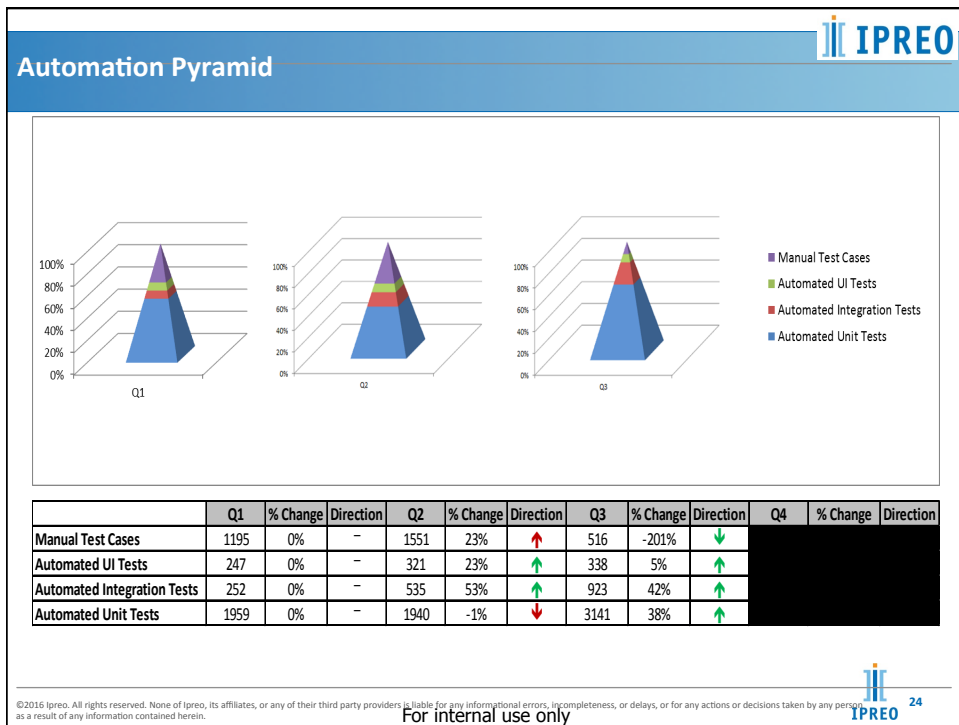 IPREO
Automation Pyramid
100%
80%
60%
40%
20%
0%
Q1
100%
80%
60%
40%
20%
0%
Q2
100%
80%
60%
40%
20%
0%
Q3
Manual Test Cases
Automated UI Tests
Automated Integration Tests
Automated Unit Tests
Q1 % Change Direction Q2 % Change Direction Q3 % Change Direction Q4 % Change Direction
Manual Test Cases 1195 0% – 1551 23% ↑ 516 -201% ↓
Automated UI Tests 247 0% – 321 23% ↑ 338 5% ↑
Automated Integration Tests 252 0% – 535 53% ↑ 923 42% ↑
Automated Unit Tests 1959 0% – 1940 -1% ↓ 3141 38% ↑
©2016 Ipreo. All rights reserved. None of Ipreo, its affiliates, or any of their third party providers is liable for any informational errors, incompleteness, or delays, or for any actions or decisions taken by any person
as a result of any information contained herein.
For internal use only
IPREO
24